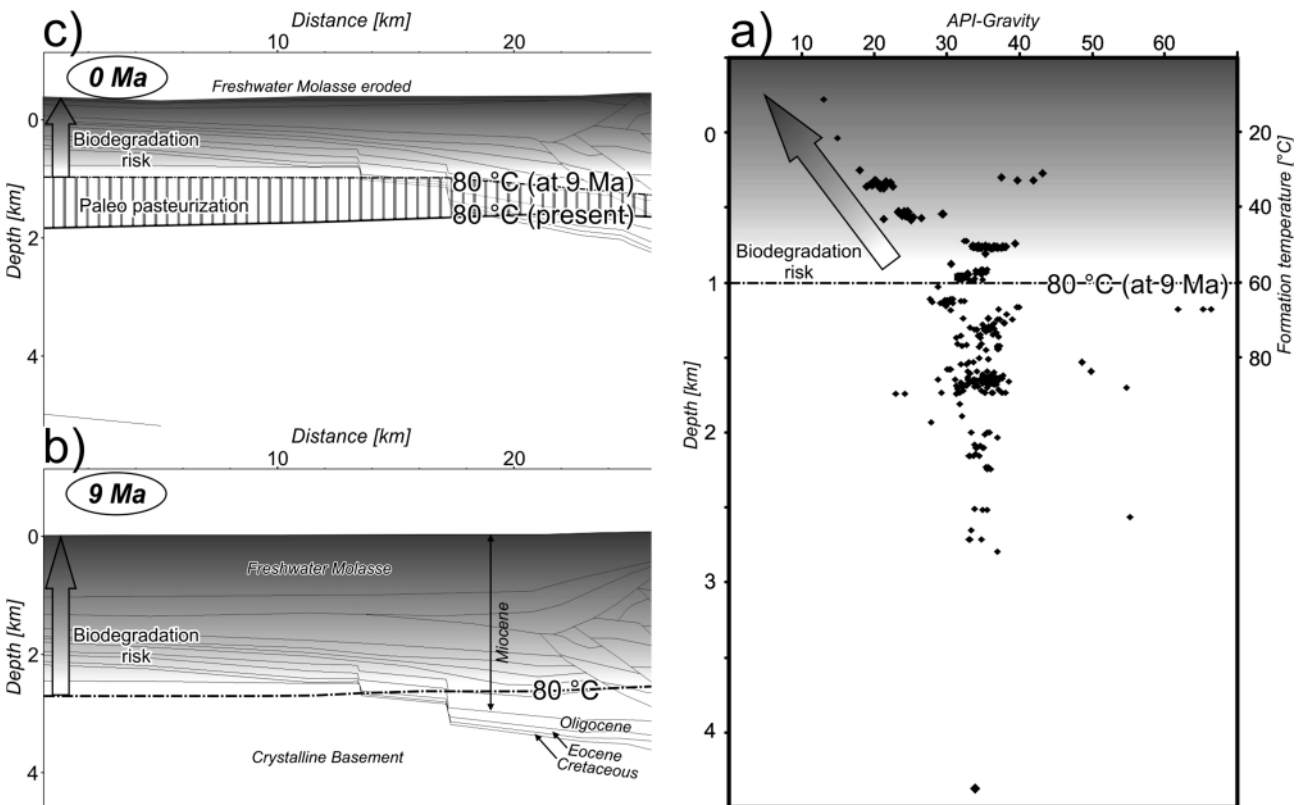 c)
Distance [km]
10
20
0 Ma
Freshwater Molasse eroded
0
Biodegradation
risk
80 °C (at 9 Ma)
Paleo pasteurization
80 °C (present)
2
Depth [km]
4
b)
Distance [km]
10
20
9 Ma
0
Freshwater Molasse
Miocene
Biodegradation
risk
2
Depth [km]
80 °C
Oligocene
Eocene
Cretaceous
Crystalline Basement
4
a)
API-Gravity
10
20
30
40
50
60
0
20
40
Biodegradation
risk
80 °C (at 9 Ma)
1
60
Formation temperature [°C]
80
Depth [km]
2
3
4